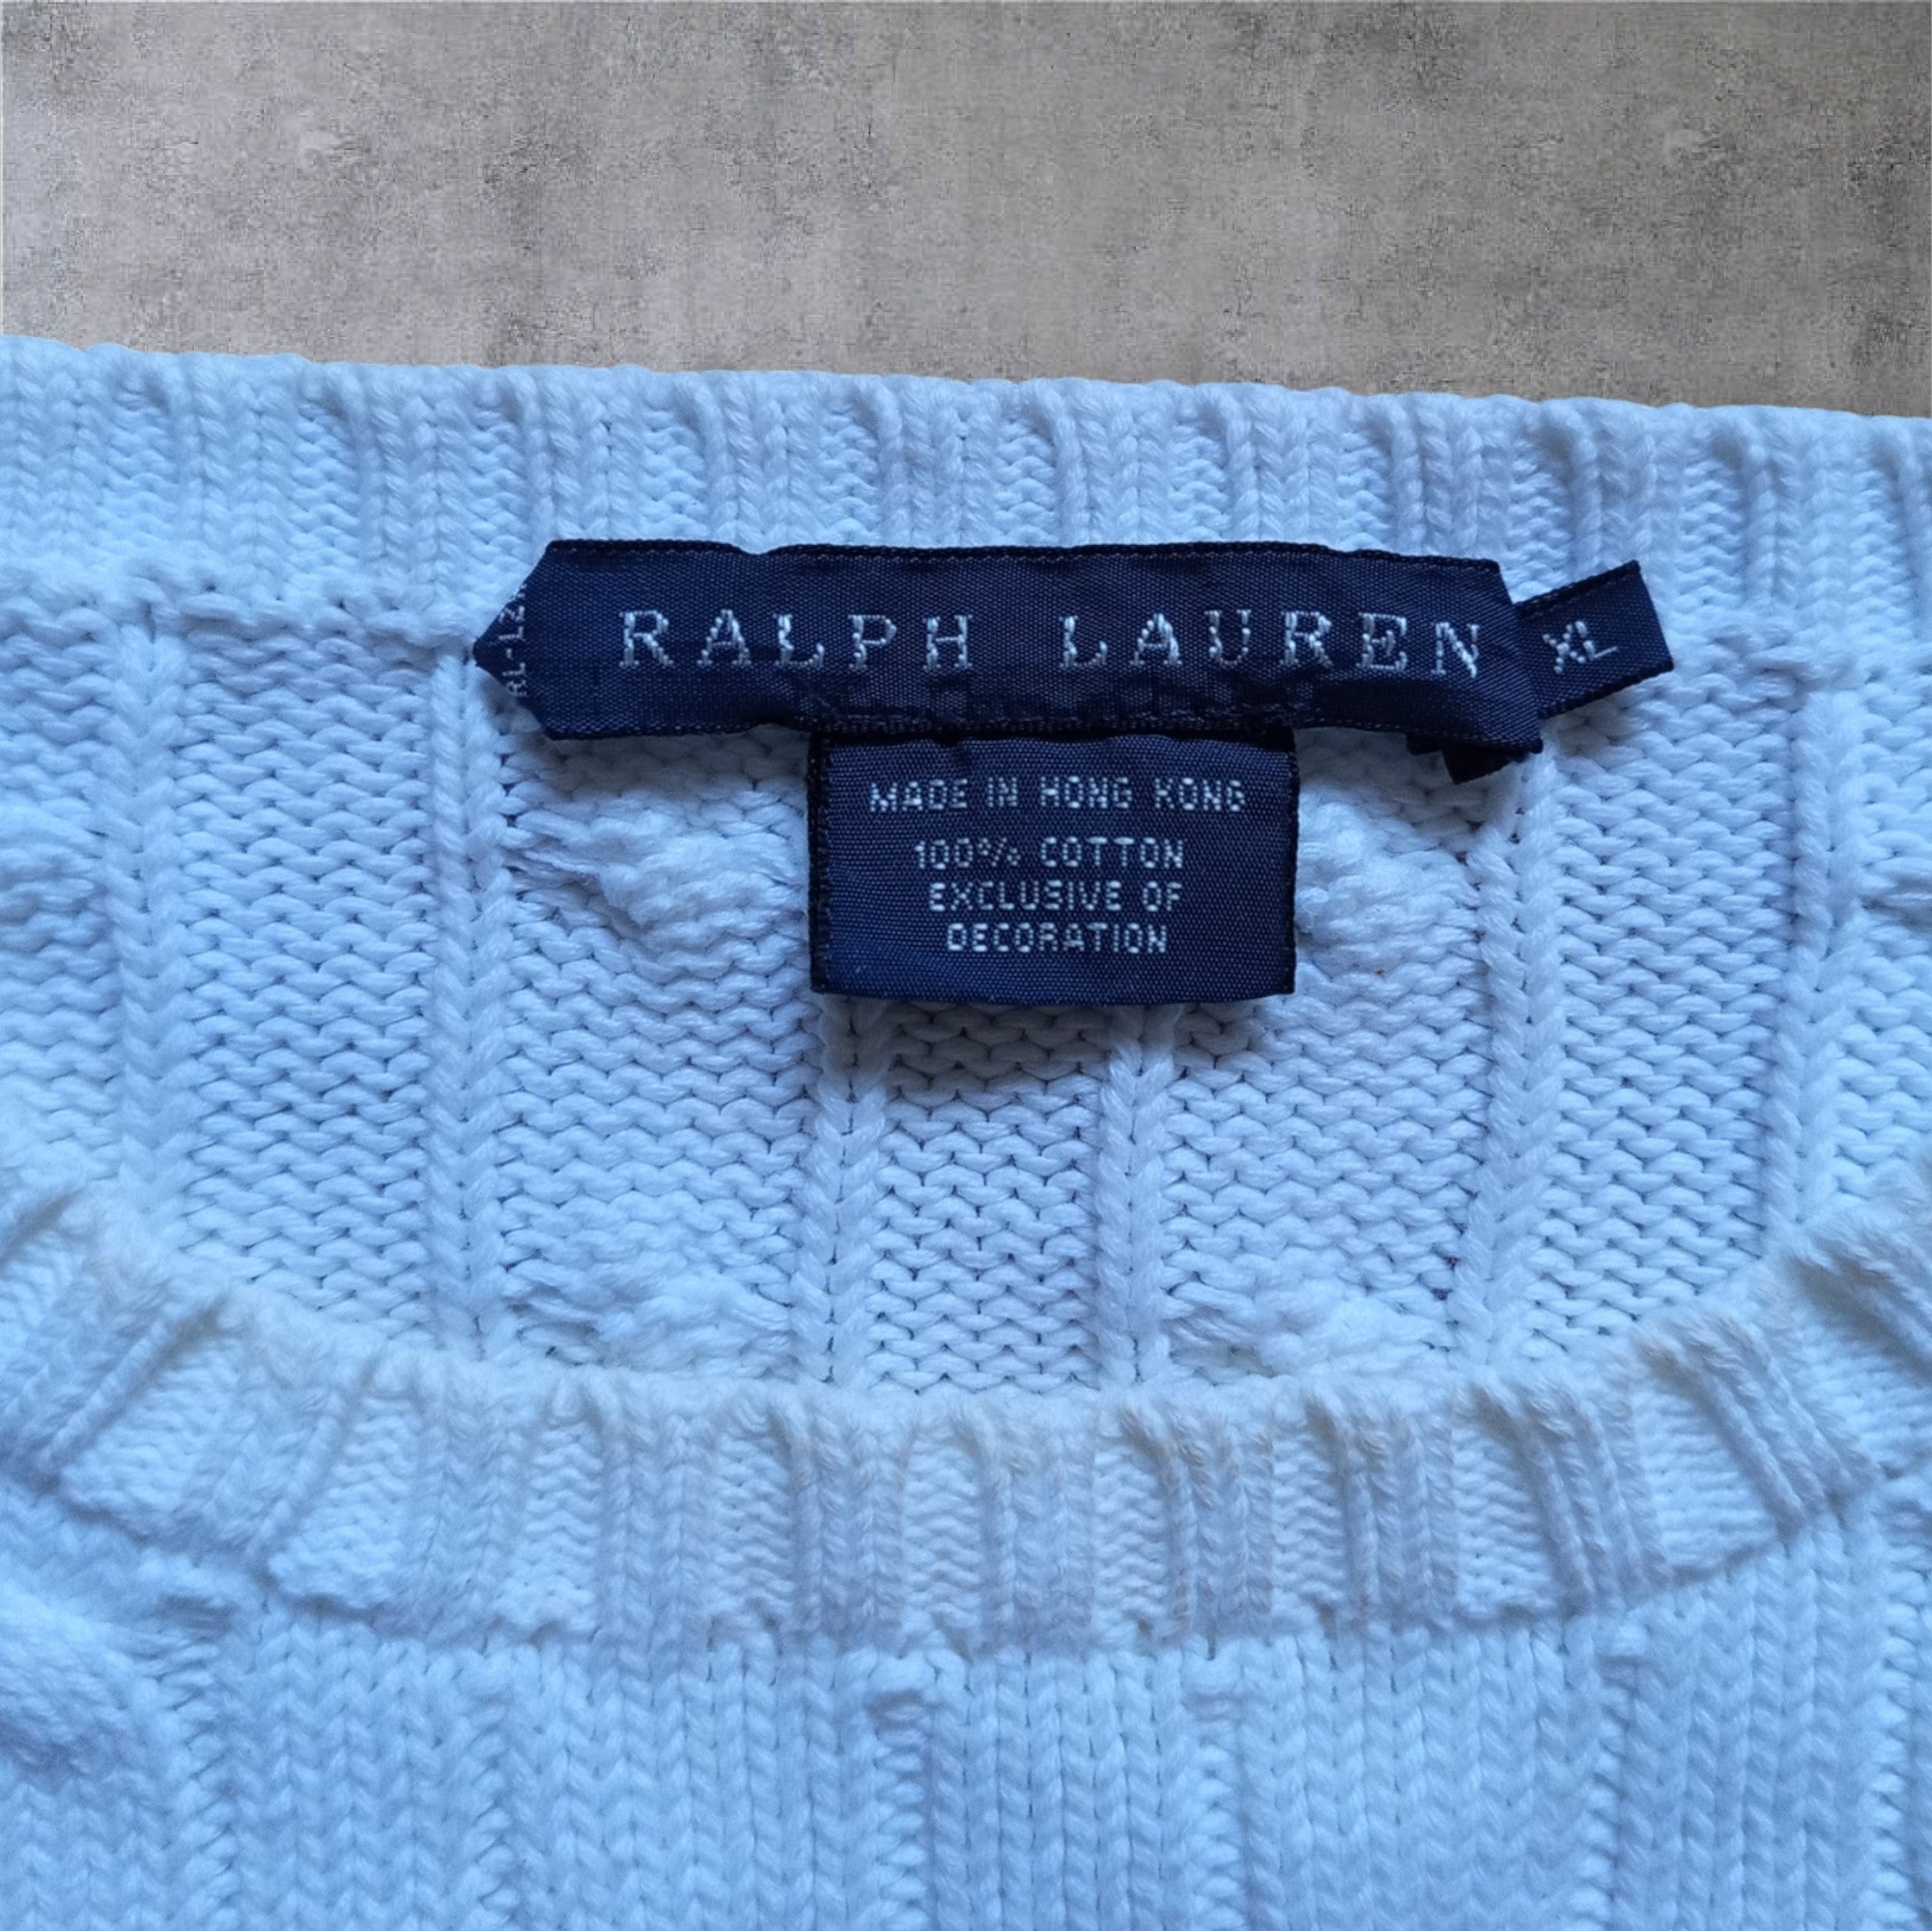 RALPH LAUREN
XL
MADE IN HONG KONG
100% COTTON
EXCLUSIVE OF
DECORATION